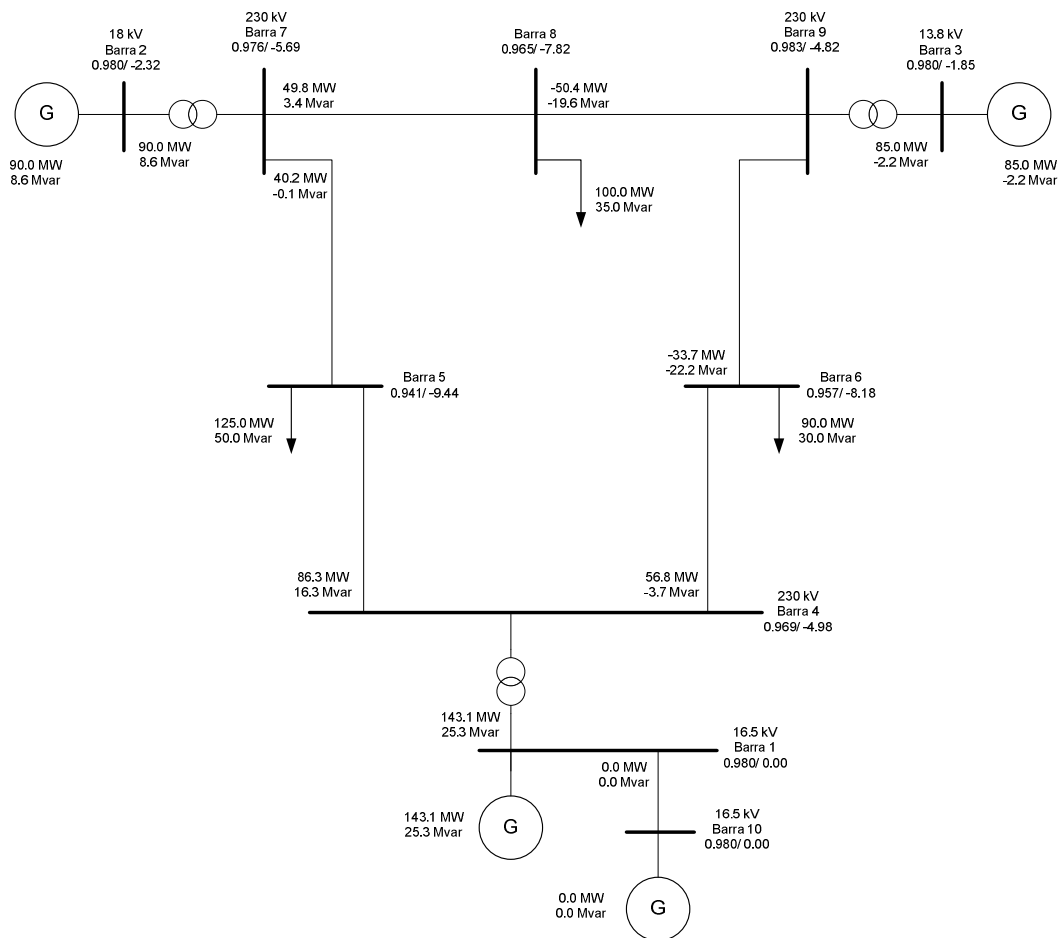 18 kV
Barra 2
0.980/ -2.32
230 kV
Barra 7
0.976/ -5.69
Barra 8
0.965/ -7.82
230 kV
Barra 9
0.983/ -4.82
13.8 kV
Barra 3
0.980/ -1.85
G
90.0 MW
8.6 Mvar
90.0 MW
8.6 Mvar
49.8 MW
3.4 Mvar
40.2 MW
-0.1 Mvar
-50.4 MW
-19.6 Mvar
100.0 MW
35.0 Mvar
85.0 MW
-2.2 Mvar
G
85.0 MW
-2.2 Mvar
Barra 5
0.941/ -9.44
125.0 MW
50.0 Mvar
-33.7 MW
-22.2 Mvar
Barra 6
0.957/ -8.18
90.0 MW
30.0 Mvar
86.3 MW
16.3 Mvar
56.8 MW
-3.7 Mvar
230 kV
Barra 4
0.969/ -4.98
143.1 MW
25.3 Mvar
16.5 kV
Barra 1
0.980/ 0.00
0.0 MW
0.0 Mvar
143.1 MW
25.3 Mvar
G
16.5 kV
Barra 10
0.980/ 0.00
0.0 MW
0.0 Mvar
G